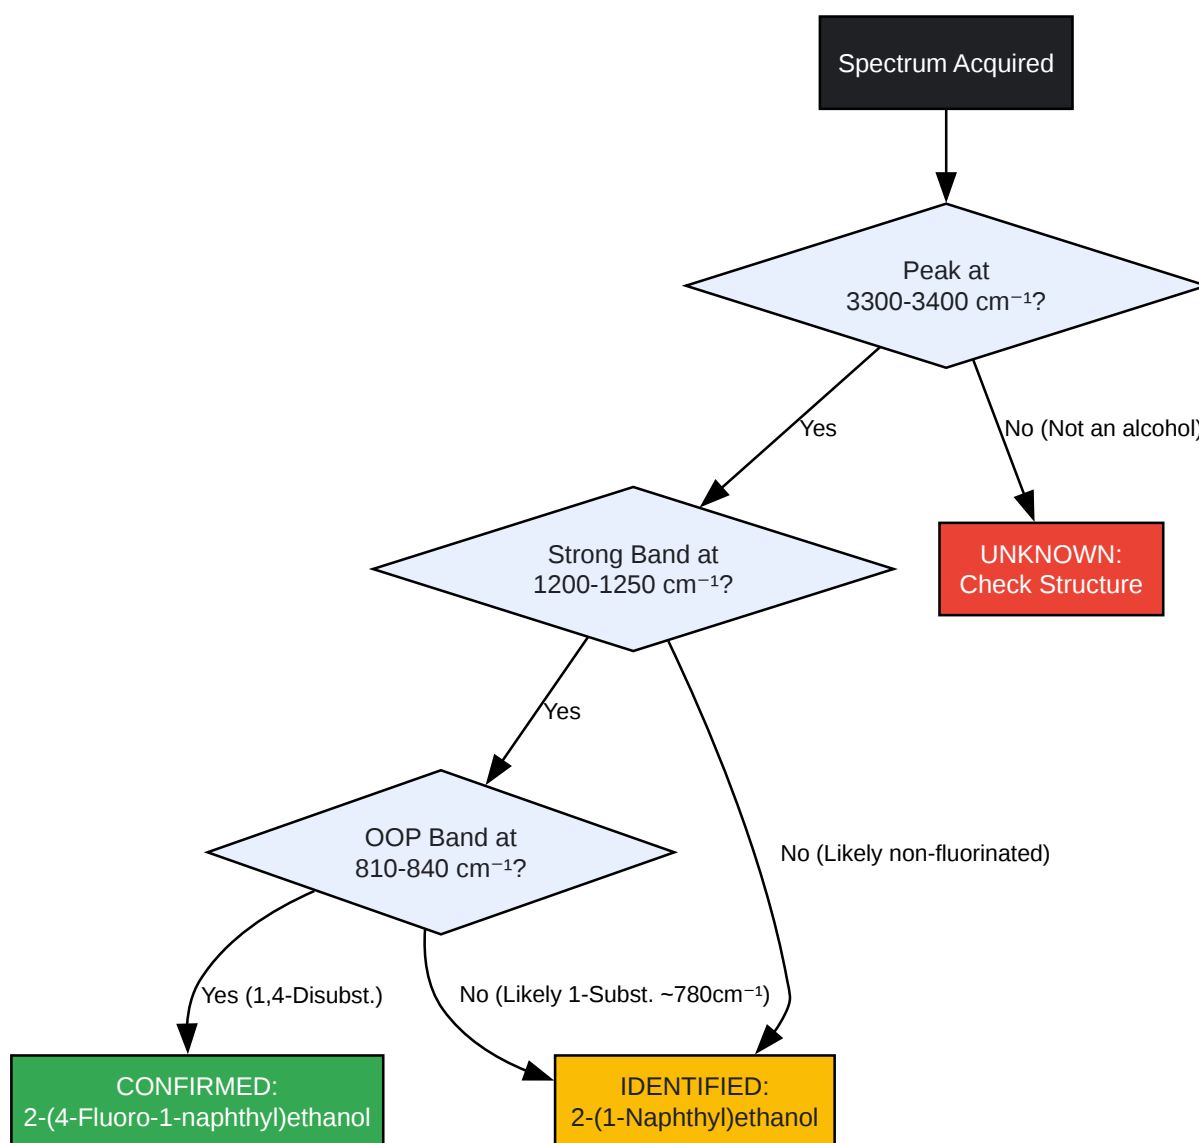 Spectrum Acquired
Peak at
3300-3400 cm⁻¹?
Yes
No (Not an alcohol)
Strong Band at
1200-1250 cm⁻¹?
UNKNOWN:
Check Structure
Yes
OOP Band at
810-840 cm⁻¹?
No (Likely non-fluorinated)
Yes (1,4-Disubst.)
No (Likely 1-Subst. ~780cm⁻¹)
CONFIRMED:
2-(4-Fluoro-1-naphthyl)ethanol
IDENTIFIED:
2-(1-Naphthyl)ethanol